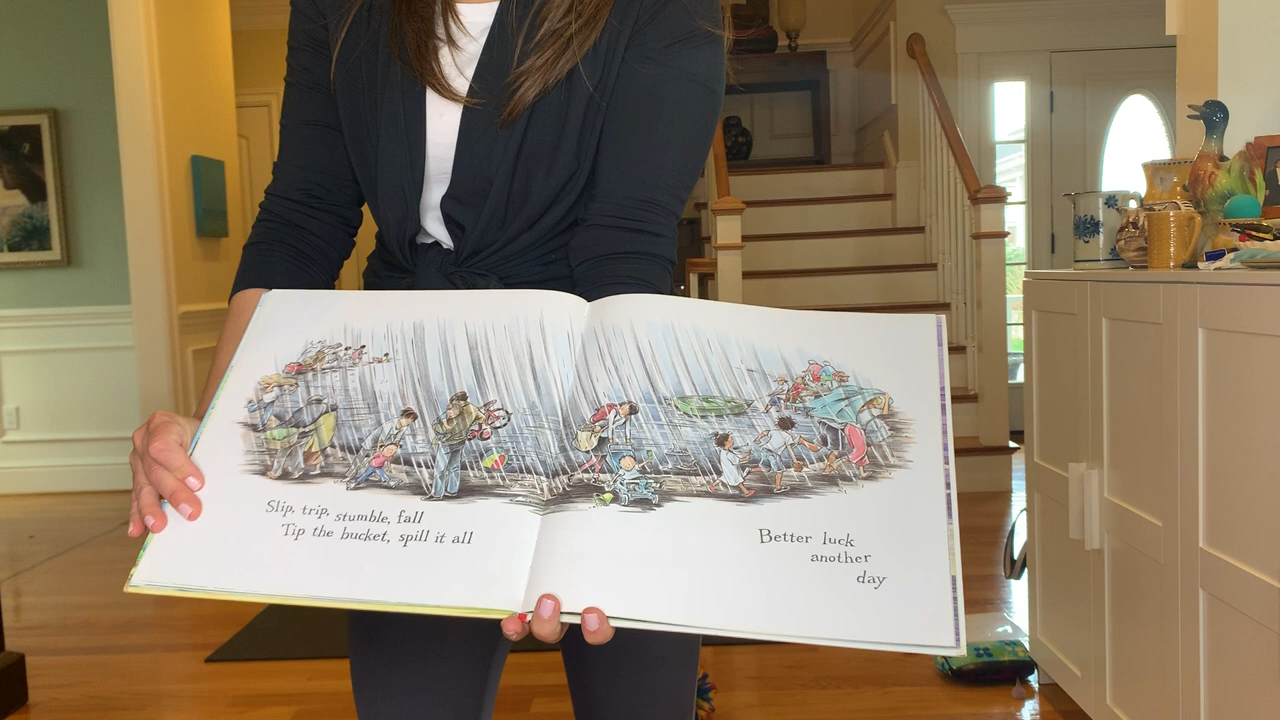 Slip, trip, stumble, fall
Tip the bucket, spill it all
Better luck
another
day